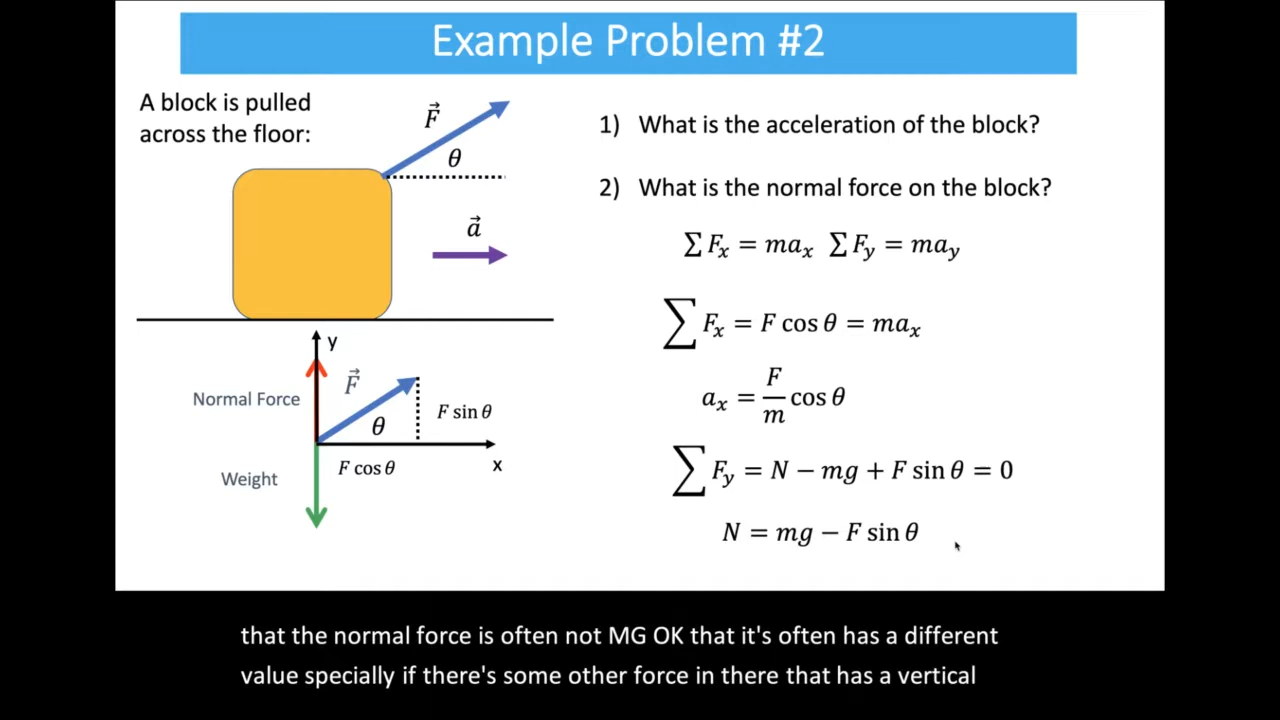 Example Problem #2
A block is pulled
across the floor:
F⃗
θ
a⃗
1) What is the acceleration of the block?
2) What is the normal force on the block?
∑ Fₓ = maₓ ∑ F_y = ma_y
∑ Fₓ = F cos θ = maₓ
aₓ = F/m cos θ
∑ F_y = N − mg + F sin θ = 0
N = mg − F sin θ
y
F⃗
Normal Force
F sin θ
θ
x
F cos θ
Weight
that the normal force is often not MG OK that it's often has a different
value specially if there's some other force in there that has a vertical